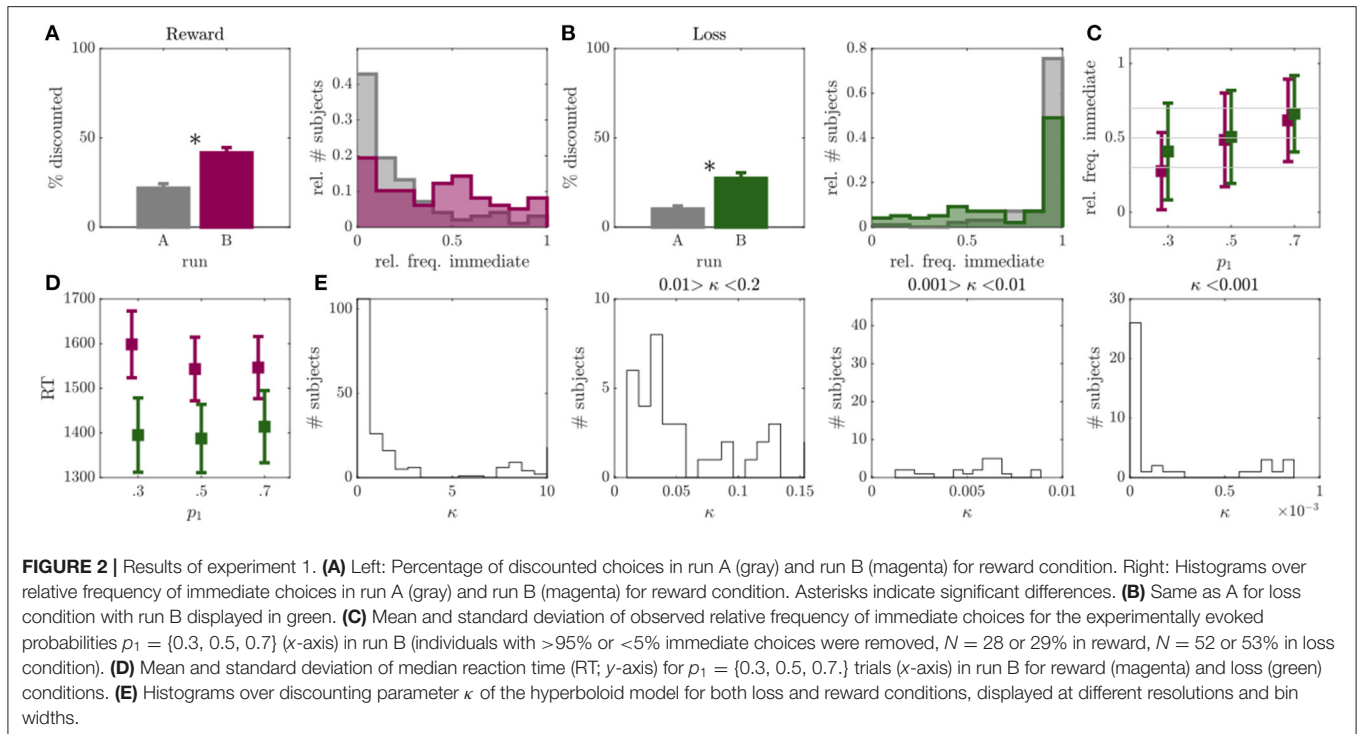 A
Reward
100
50
0
% discounted
*
A
B
run
0.4
0.3
0.2
0.1
0
rel. # subjects
0
0.5
1
rel. freq. immediate
B
Loss
100
50
0
% discounted
*
A
B
run
0.8
0.6
0.4
0.2
0
rel. # subjects
0
0.5
1
rel. freq. immediate
C
1
0.5
0
rel. freq. immediate
.3
.5
.7
p₁
D
1700
1600
1500
1400
1300
RT
.3
.5
.7
p₁
E
100
50
0
# subjects
0
5
10
κ
0.01> κ <0.2
10
5
0
# subjects
0
0.05
0.1
0.15
κ
0.001> κ <0.01
40
30
20
10
0
# subjects
0
0.005
0.01
κ
κ <0.001
30
20
10
0
# subjects
0
0.5
1
×10⁻³
κ
FIGURE 2 | Results of experiment 1. (A) Left: Percentage of discounted choices in run A (gray) and run B (magenta) for reward condition. Right: Histograms over
relative frequency of immediate choices in run A (gray) and run B (magenta) for reward condition. Asterisks indicate significant differences. (B) Same as A for loss
condition with run B displayed in green. (C) Mean and standard deviation of observed relative frequency of immediate choices for the experimentally evoked
probabilities p₁ = {0.3, 0.5, 0.7} (x-axis) in run B (individuals with >95% or <5% immediate choices were removed, N = 28 or 29% in reward, N = 52 or 53% in loss
condition). (D) Mean and standard deviation of median reaction time (RT; y-axis) for p₁ = {0.3, 0.5, 0.7.} trials (x-axis) in run B for reward (magenta) and loss (green)
conditions. (E) Histograms over discounting parameter κ of the hyperboloid model for both loss and reward conditions, displayed at different resolutions and bin
widths.